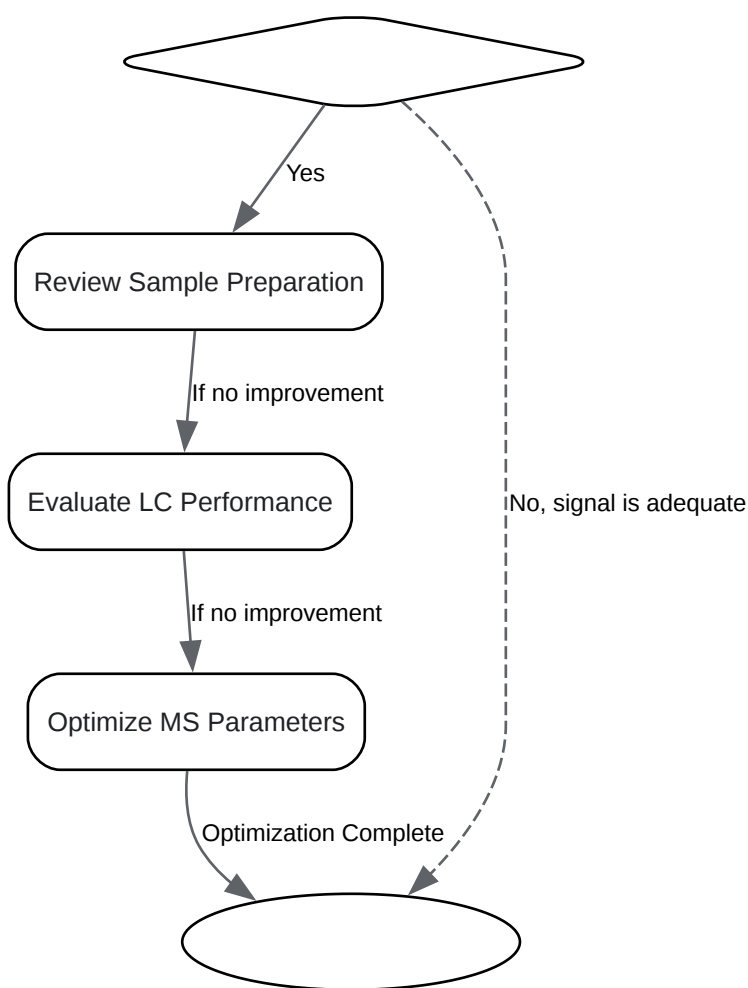 Yes
Review Sample Preparation
If no improvement
Evaluate LC Performance
No, signal is adequate
If no improvement
Optimize MS Parameters
Optimization Complete